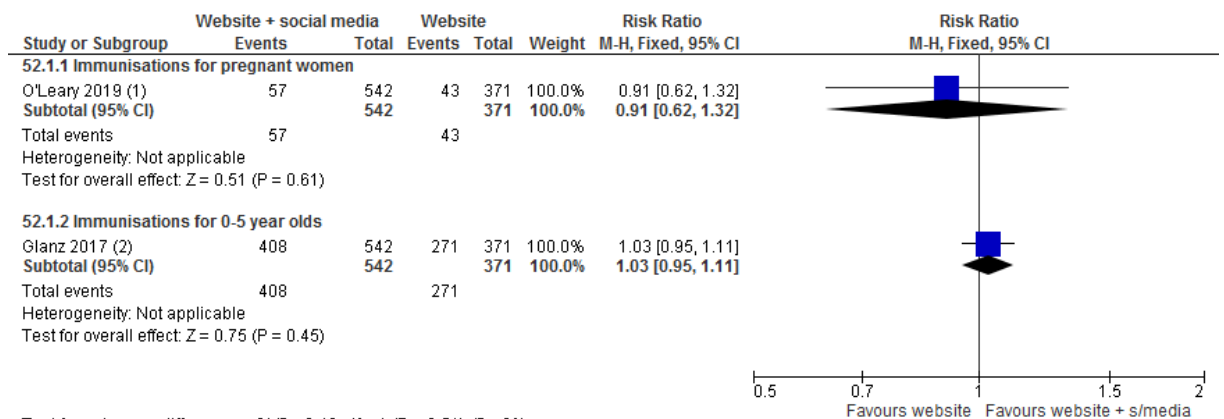 Website + social media Website Risk Ratio Risk Ratio
Study or Subgroup Events Total Events Total Weight M-H, Fixed, 95% CI M-H, Fixed, 95% CI
52.1.1 Immunisations for pregnant women
O'Leary 2019 (1) 57 542 43 371 100.0% 0.91 [0.62, 1.32]
Subtotal (95% CI) 542 371 100.0% 0.91 [0.62, 1.32]
Total events 57 43
Heterogeneity: Not applicable
Test for overall effect: Z = 0.51 (P = 0.61)
52.1.2 Immunisations for 0-5 year olds
Glanz 2017 (2) 408 542 271 371 100.0% 1.03 [0.95, 1.11]
Subtotal (95% CI) 542 371 100.0% 1.03 [0.95, 1.11]
Total events 408 271
Heterogeneity: Not applicable
Test for overall effect: Z = 0.75 (P = 0.45)
0.5 0.7 1 1.5 2
Favours website Favours website + s/media